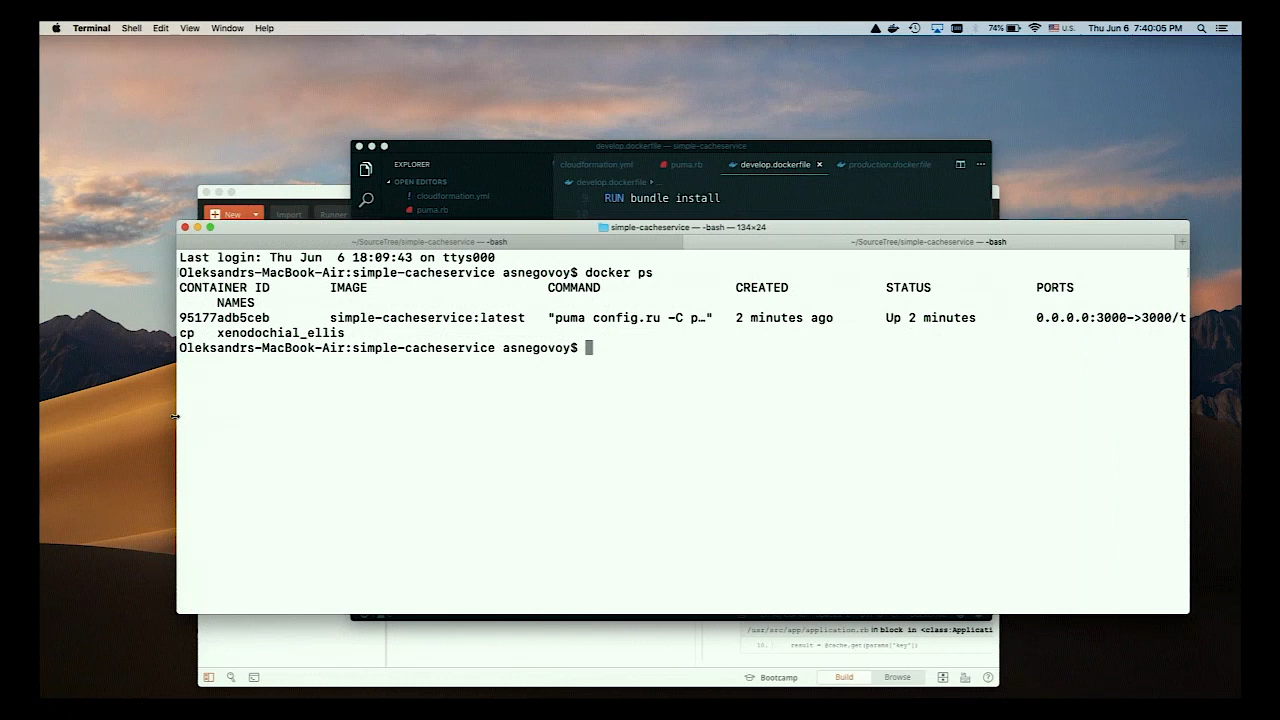 Terminal Shell Edit View Window Help 74% U.S. Thu Jun 6 7:40:05 PM
develop.dockerfile — simple-cacheservice
EXPLORER cloudformation.yml puma.rb develop.dockerfile × production.dockerfile ...
OPEN EDITORS develop.dockerfile ▸ ...
! cloudformation.yml RUN bundle install
puma.rb
New Import Runner
simple-cacheservice — -bash — 134×24
~/SourceTree/simple-cacheservice — -bash ~/SourceTree/simple-cacheservice — -bash +
Last login: Thu Jun  6 18:09:43 on ttys000
Oleksandrs-MacBook-Air:simple-cacheservice asnegovoy$ docker ps
CONTAINER ID IMAGE COMMAND CREATED STATUS PORTS
NAMES
95177adb5ceb simple-cacheservice:latest "puma config.ru -C p…" 2 minutes ago Up 2 minutes 0.0.0.0:3000->3000/t
cp xenodochial_ellis
Oleksandrs-MacBook-Air:simple-cacheservice asnegovoy$
/usr/src/app/application.rb in block in <class:Applicati
10. result = @cache.get(params["key"])
Bootcamp Build Browse ?